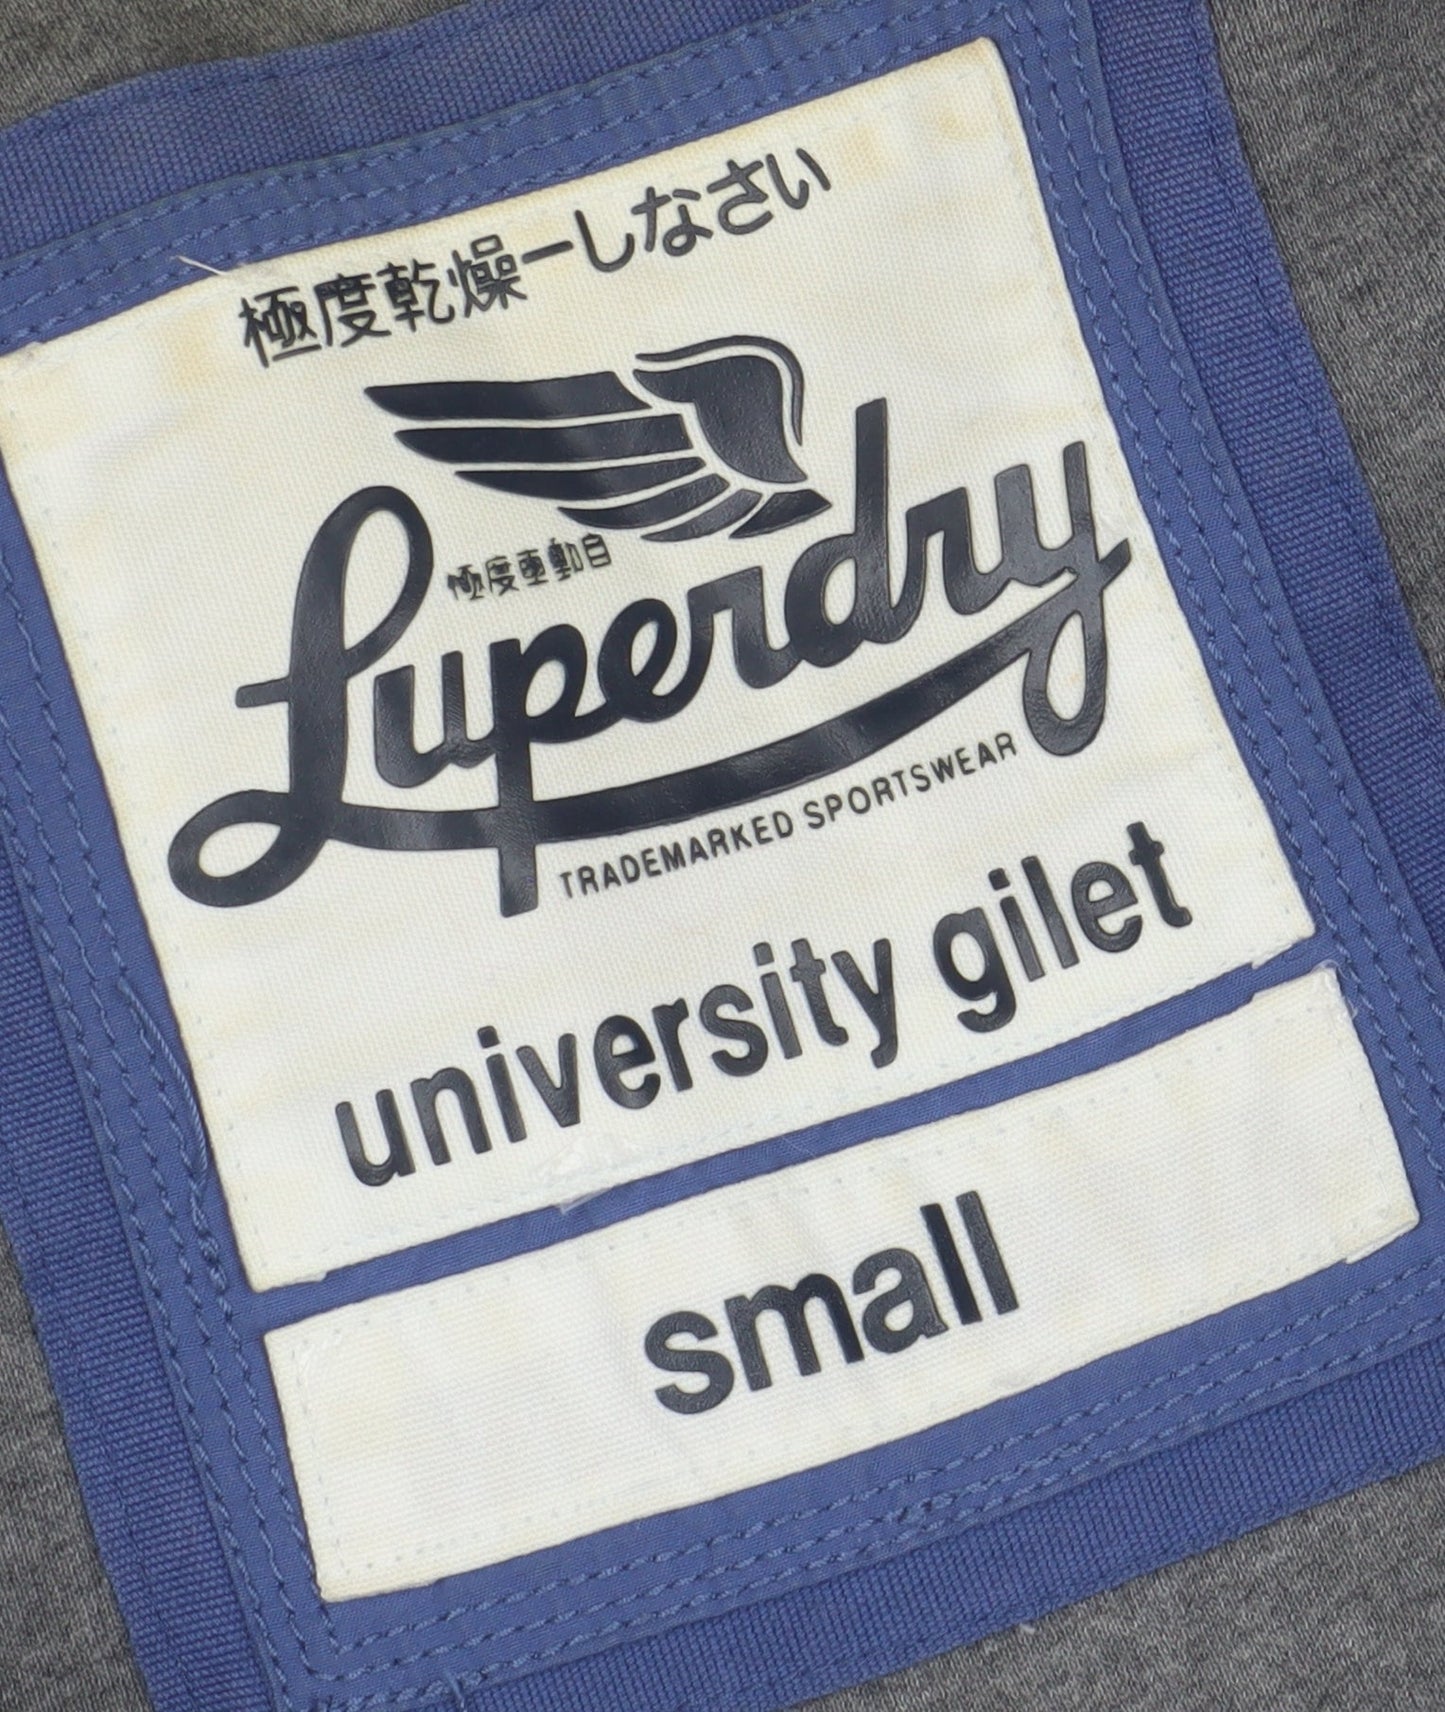 極度乾燥ーしなさい
極度重動自
Superdry
TRADEMARKED SPORTSWEAR
university gilet
small